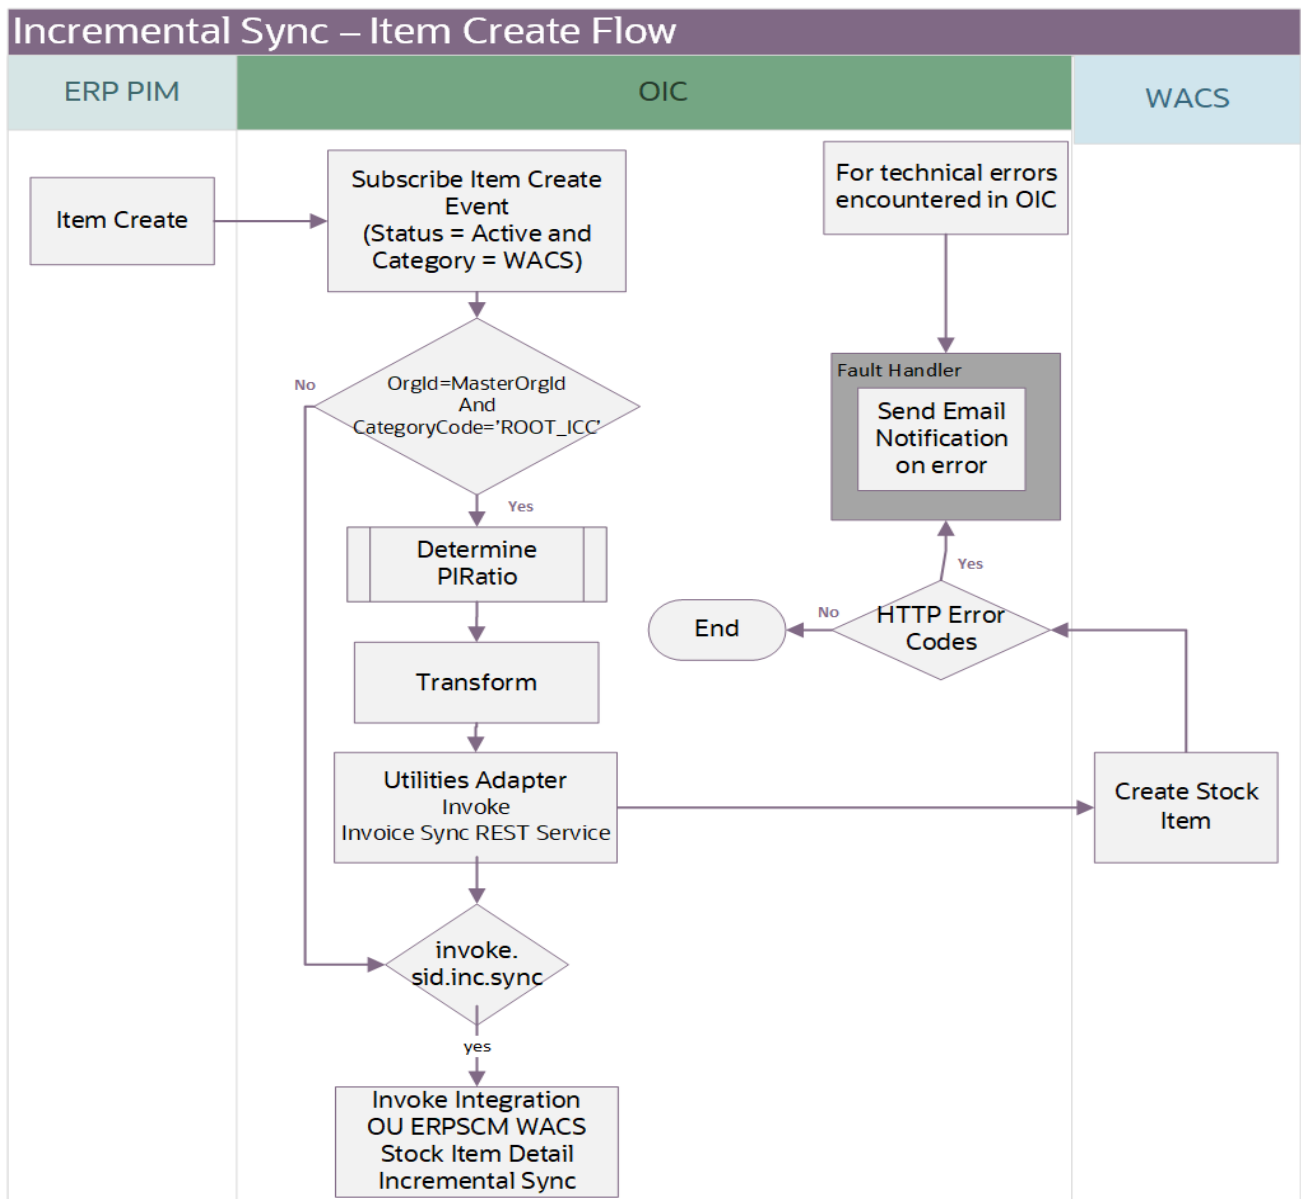 Incremental Sync – Item Create Flow
ERP PIM
OIC
WACS
Item Create
Subscribe Item Create
Event
(Status = Active and
Category = WACS)
For technical errors
encountered in OIC
No
OrgId=MasterOrgId
And
CategoryCode='ROOT_ICC'
Yes
Fault Handler
Send Email
Notification
on error
Yes
Determine
PIRatio
End
No
HTTP Error
Codes
Transform
Utilities Adapter
Invoke
Invoice Sync REST Service
Create Stock
Item
invoke.
sid.inc.sync
yes
Invoke Integration
OU ERPSCM WACS
Stock Item Detail
Incremental Sync